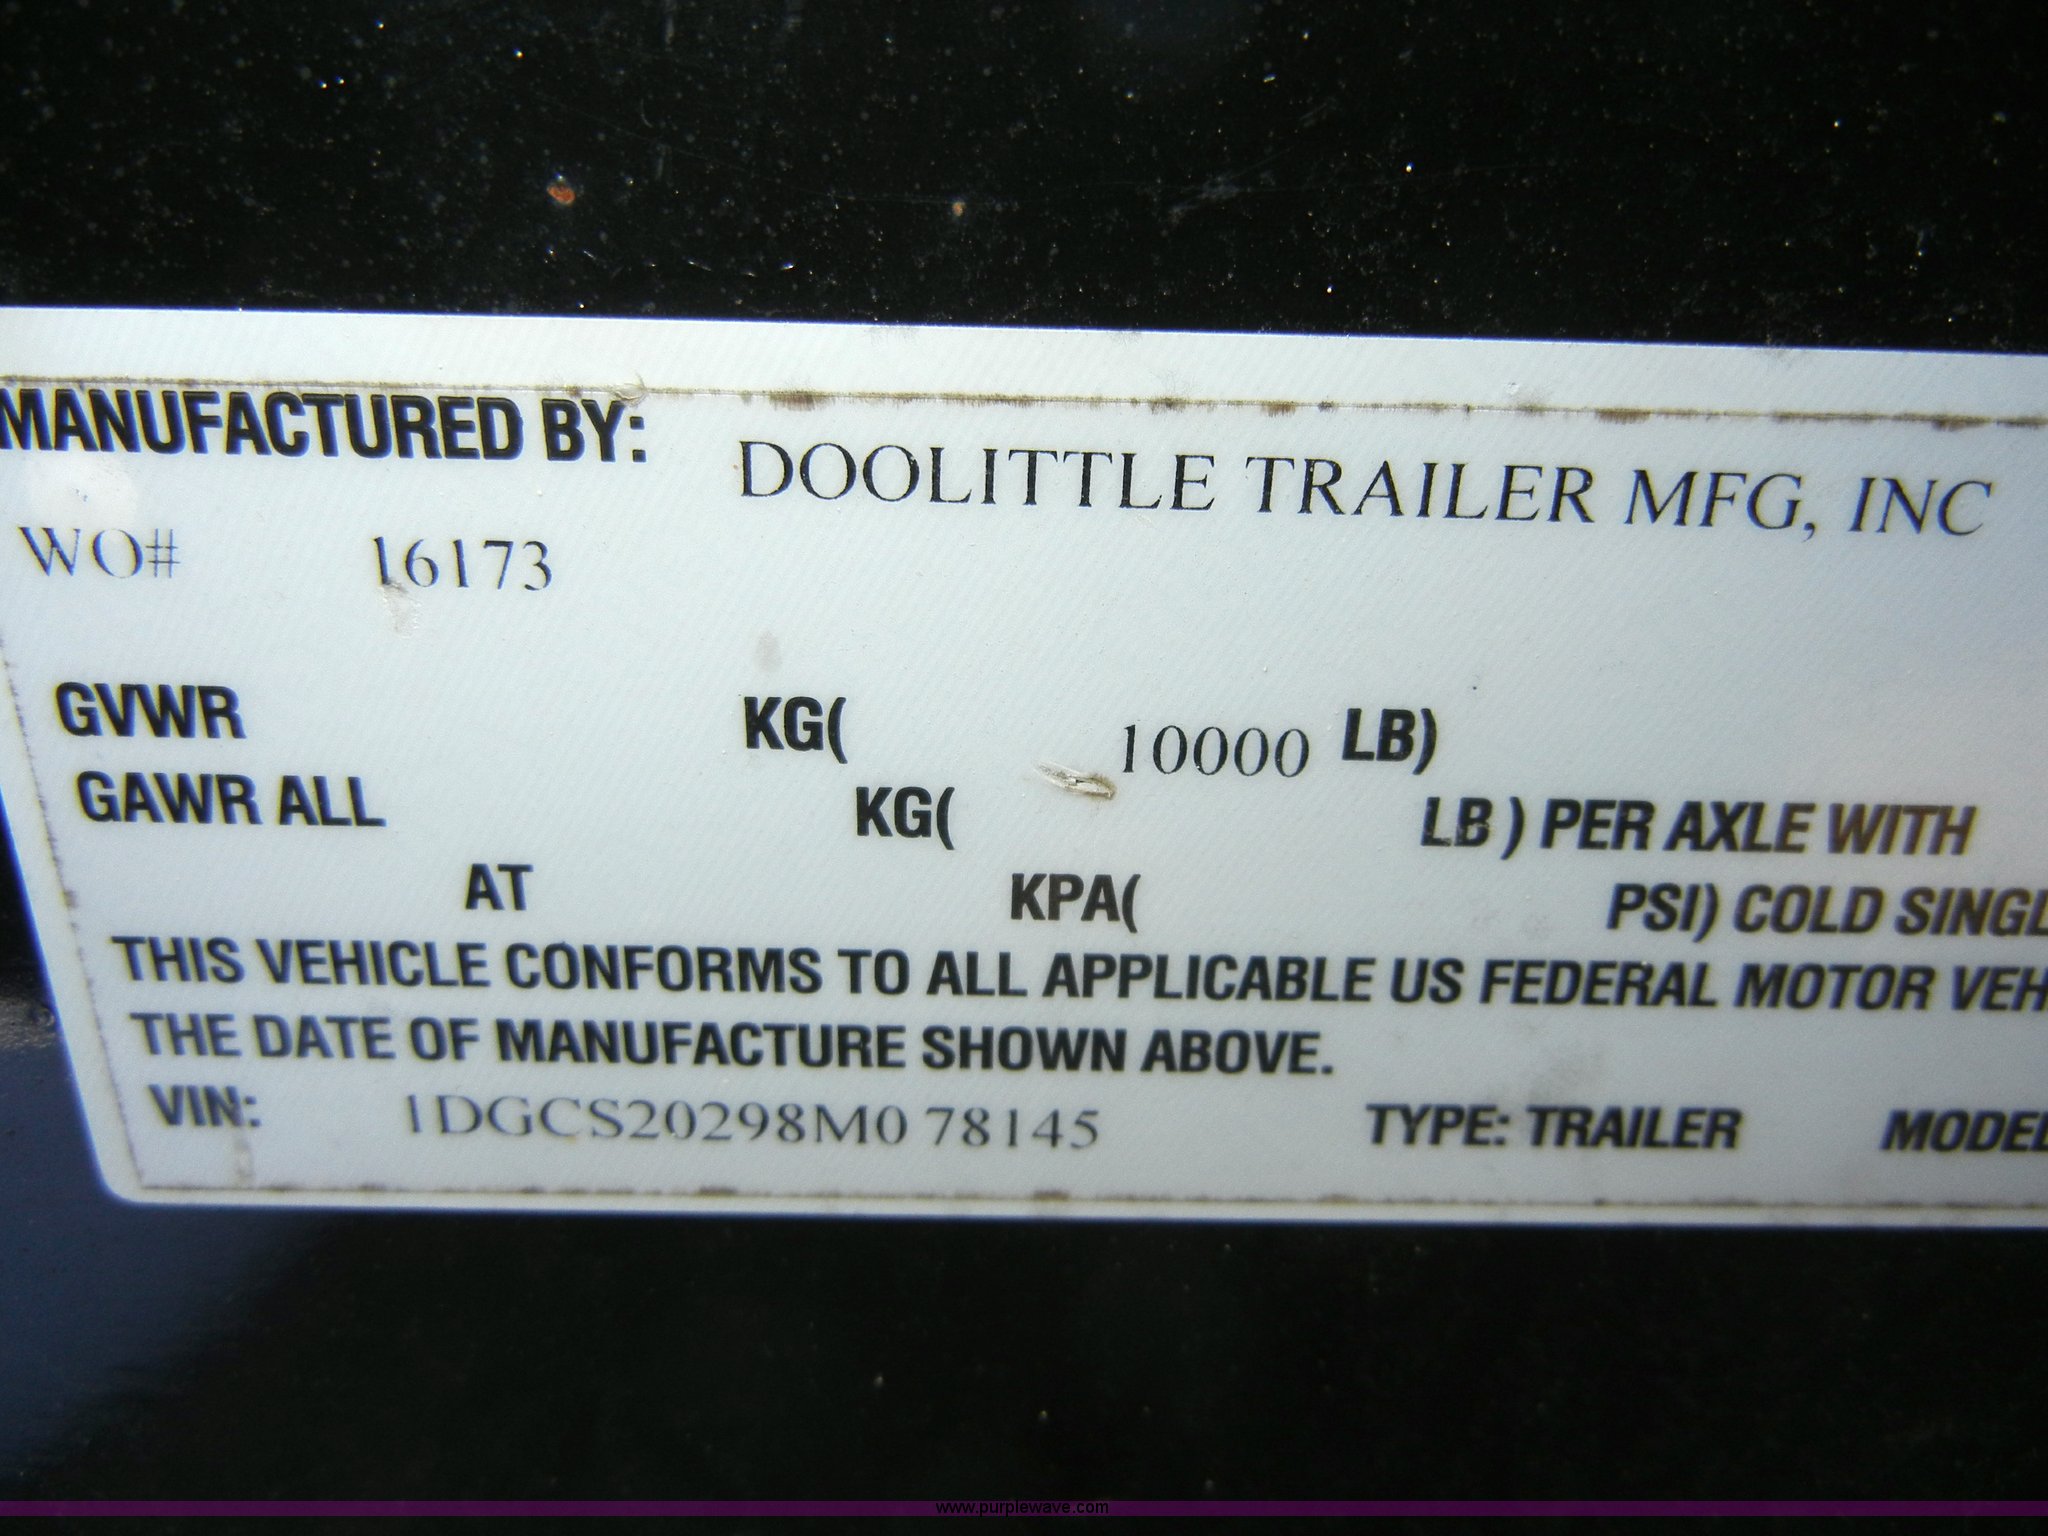 MANUFACTURED BY: DOOLITTLE TRAILER MFG, INC
WO# 16173
GVWR KG( 10000 LB)
GAWR ALL KG( LB) PER AXLE WITH
AT KPA( PSI) COLD SINGL
THIS VEHICLE CONFORMS TO ALL APPLICABLE US FEDERAL MOTOR VEH
THE DATE OF MANUFACTURE SHOWN ABOVE.
VIN: 1DGCS20298M078145 TYPE: TRAILER MODEL
www.purplewave.com